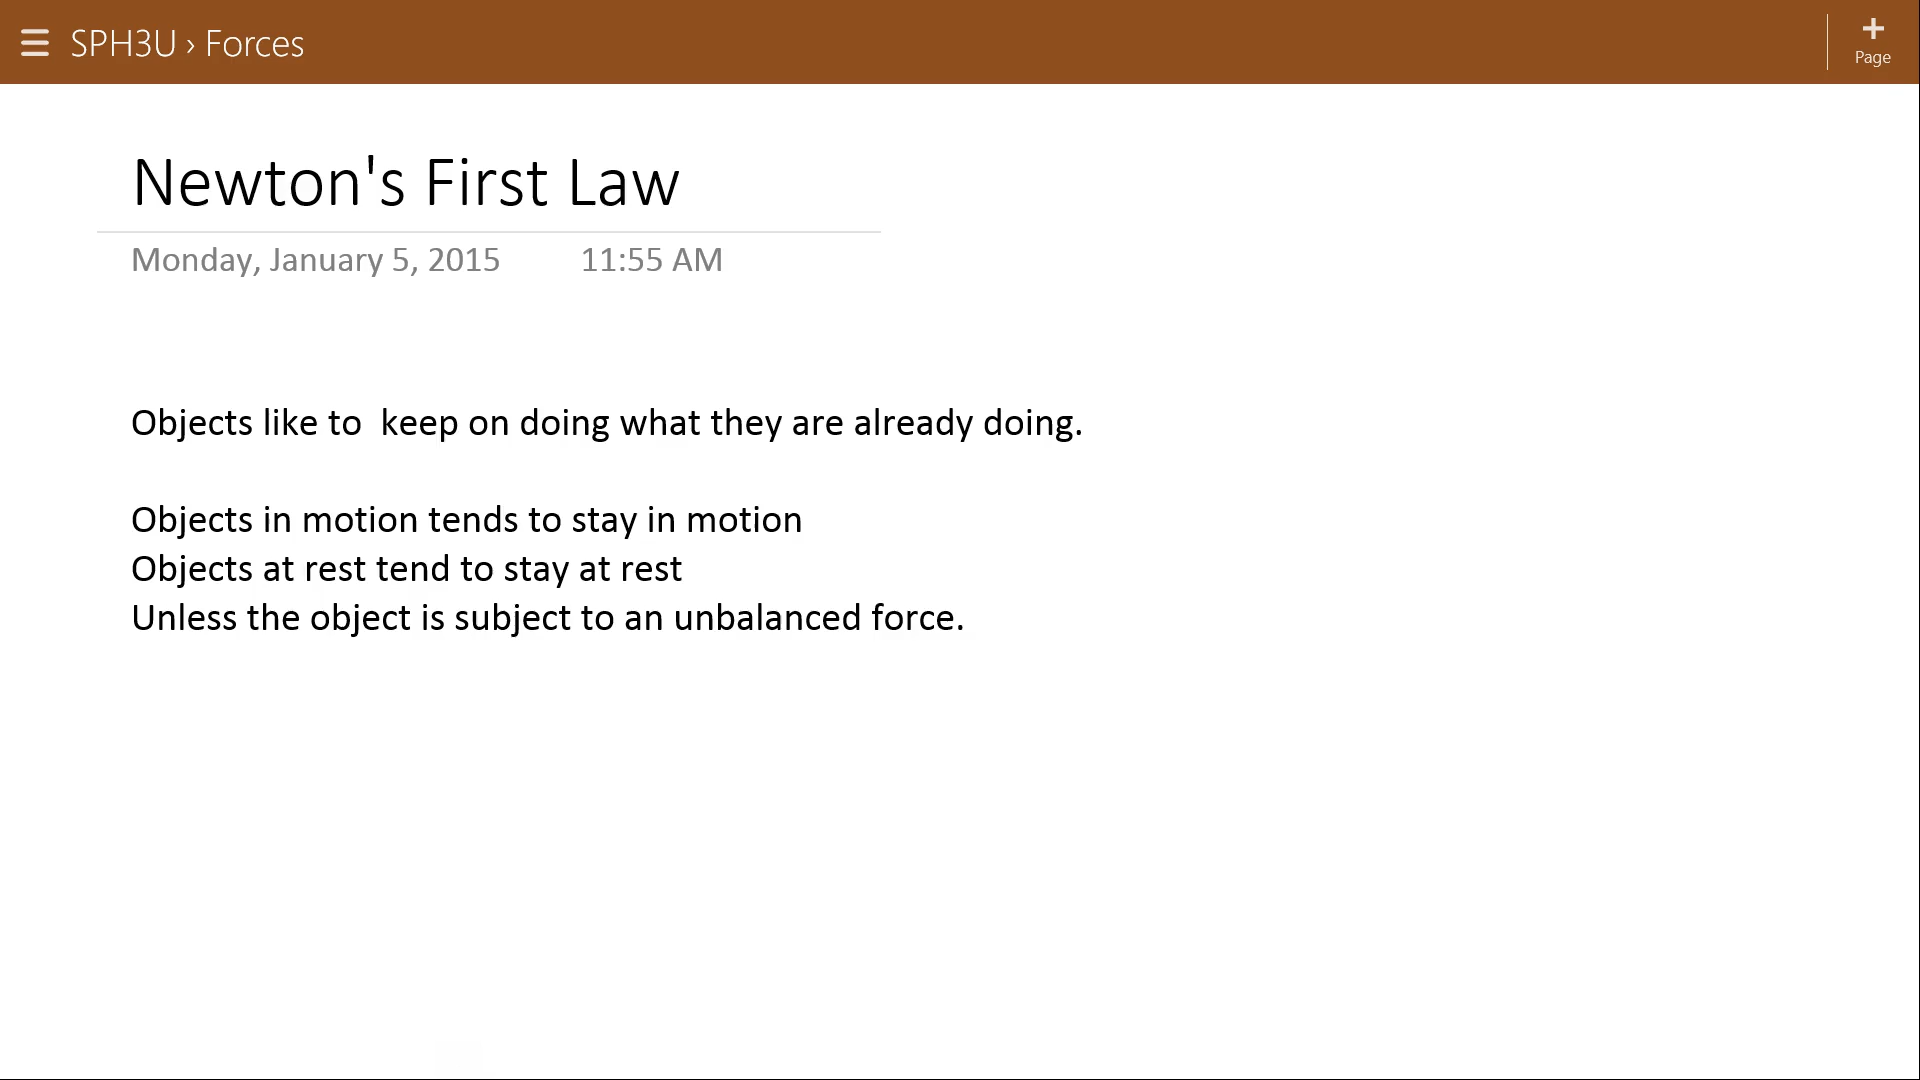 SPH3U › Forces
+
Page
Newton's First Law
Monday, January 5, 2015 11:55 AM
Objects like to  keep on doing what they are already doing.
Objects in motion tends to stay in motion
Objects at rest tend to stay at rest
Unless the object is subject to an unbalanced force.